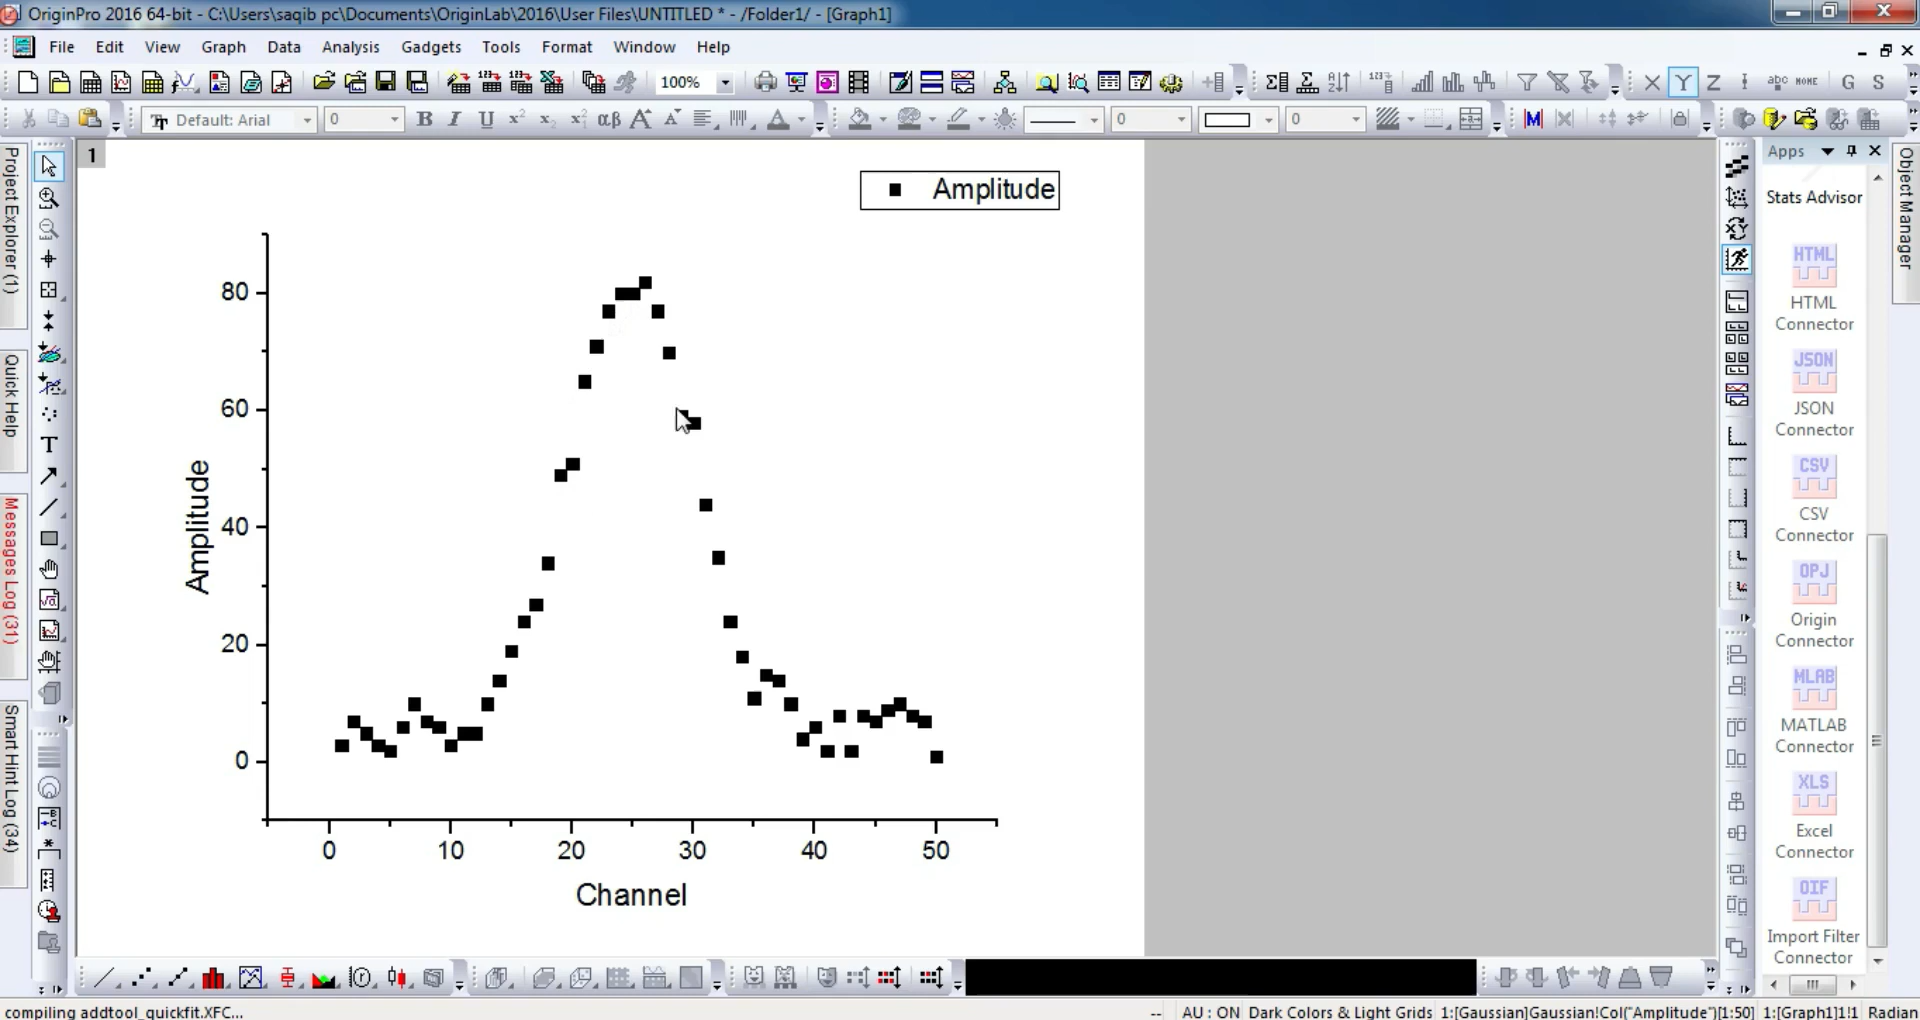 OriginPro 2016 64-bit - C:\Users\saqib pc\Documents\OriginLab\2016\User Files\UNTITLED * - /Folder1/ - [Graph1]
File Edit View Graph Data Analysis Gadgets Tools Format Window Help
100%
X Y Z abc NONE G S
Default: Arial 0 B I U x² x₂ αβ A A A 0 0 M
Project Explorer (1)
Quick Help
Messages Log (31)
Smart Hint Log (34)
T
1
Amplitude
80
60
40
20
0
Amplitude
0 10 20 30 40 50
Channel
Apps
Stats Advisor
HTML
HTML
Connector
JSON
JSON
Connector
CSV
CSV
Connector
OPJ
Origin
Connector
MLAB
MATLAB
Connector
XLS
Excel
Connector
OIF
Import Filter
Connector
Object Manager
compiling addtool_quickfit.XFC...
-- AU : ON Dark Colors & Light Grids 1:[Gaussian]Gaussian!Col("Amplitude")[1:50] 1:[Graph1]1!1 Radian